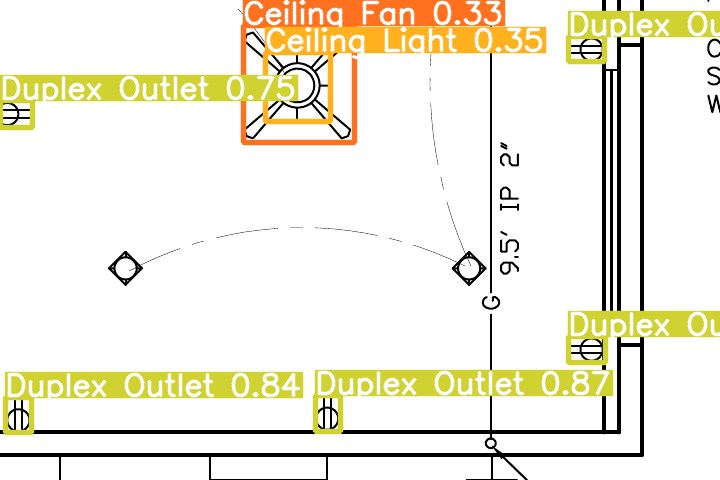 Ceiling Fan 0.33
Ceiling Light 0.35
Duplex Ou
Duplex Outlet 0.75
9.5' IP 2"
G
Duplex Ou
Duplex Outlet 0.84
Duplex Outlet 0.87